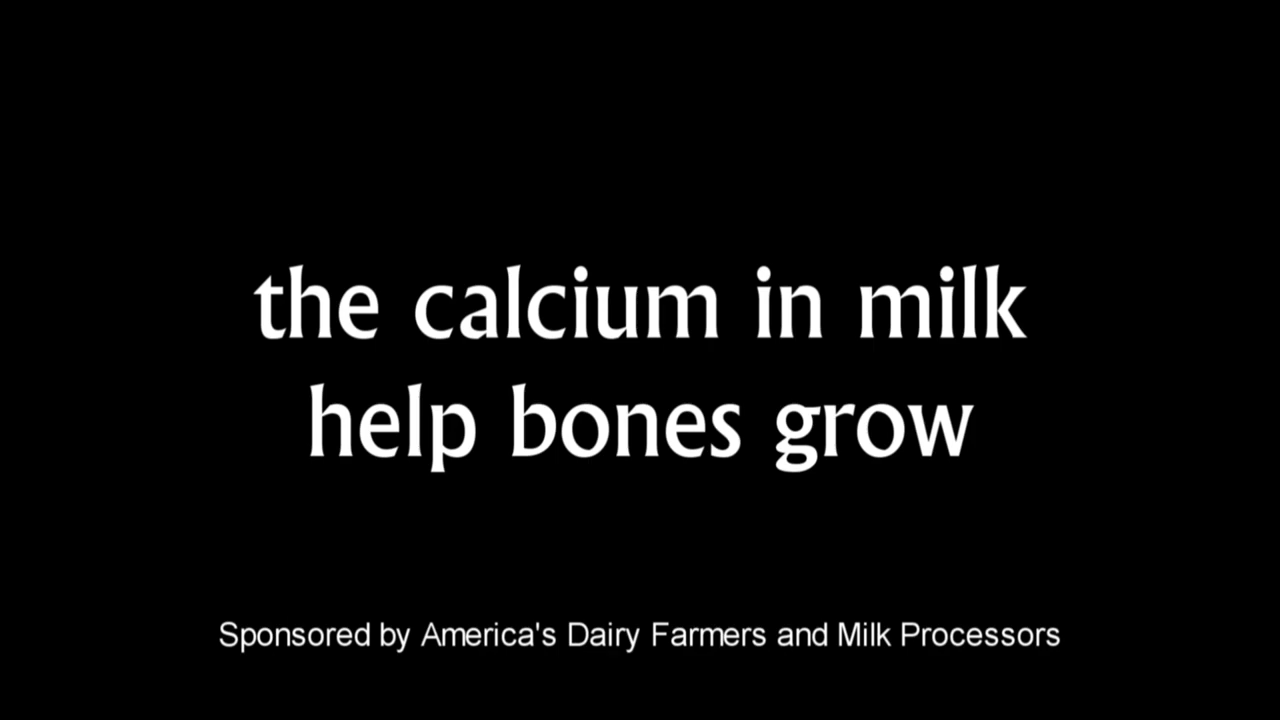 the calcium in milk
help bones grow
Sponsored by America's Dairy Farmers and Milk Processors